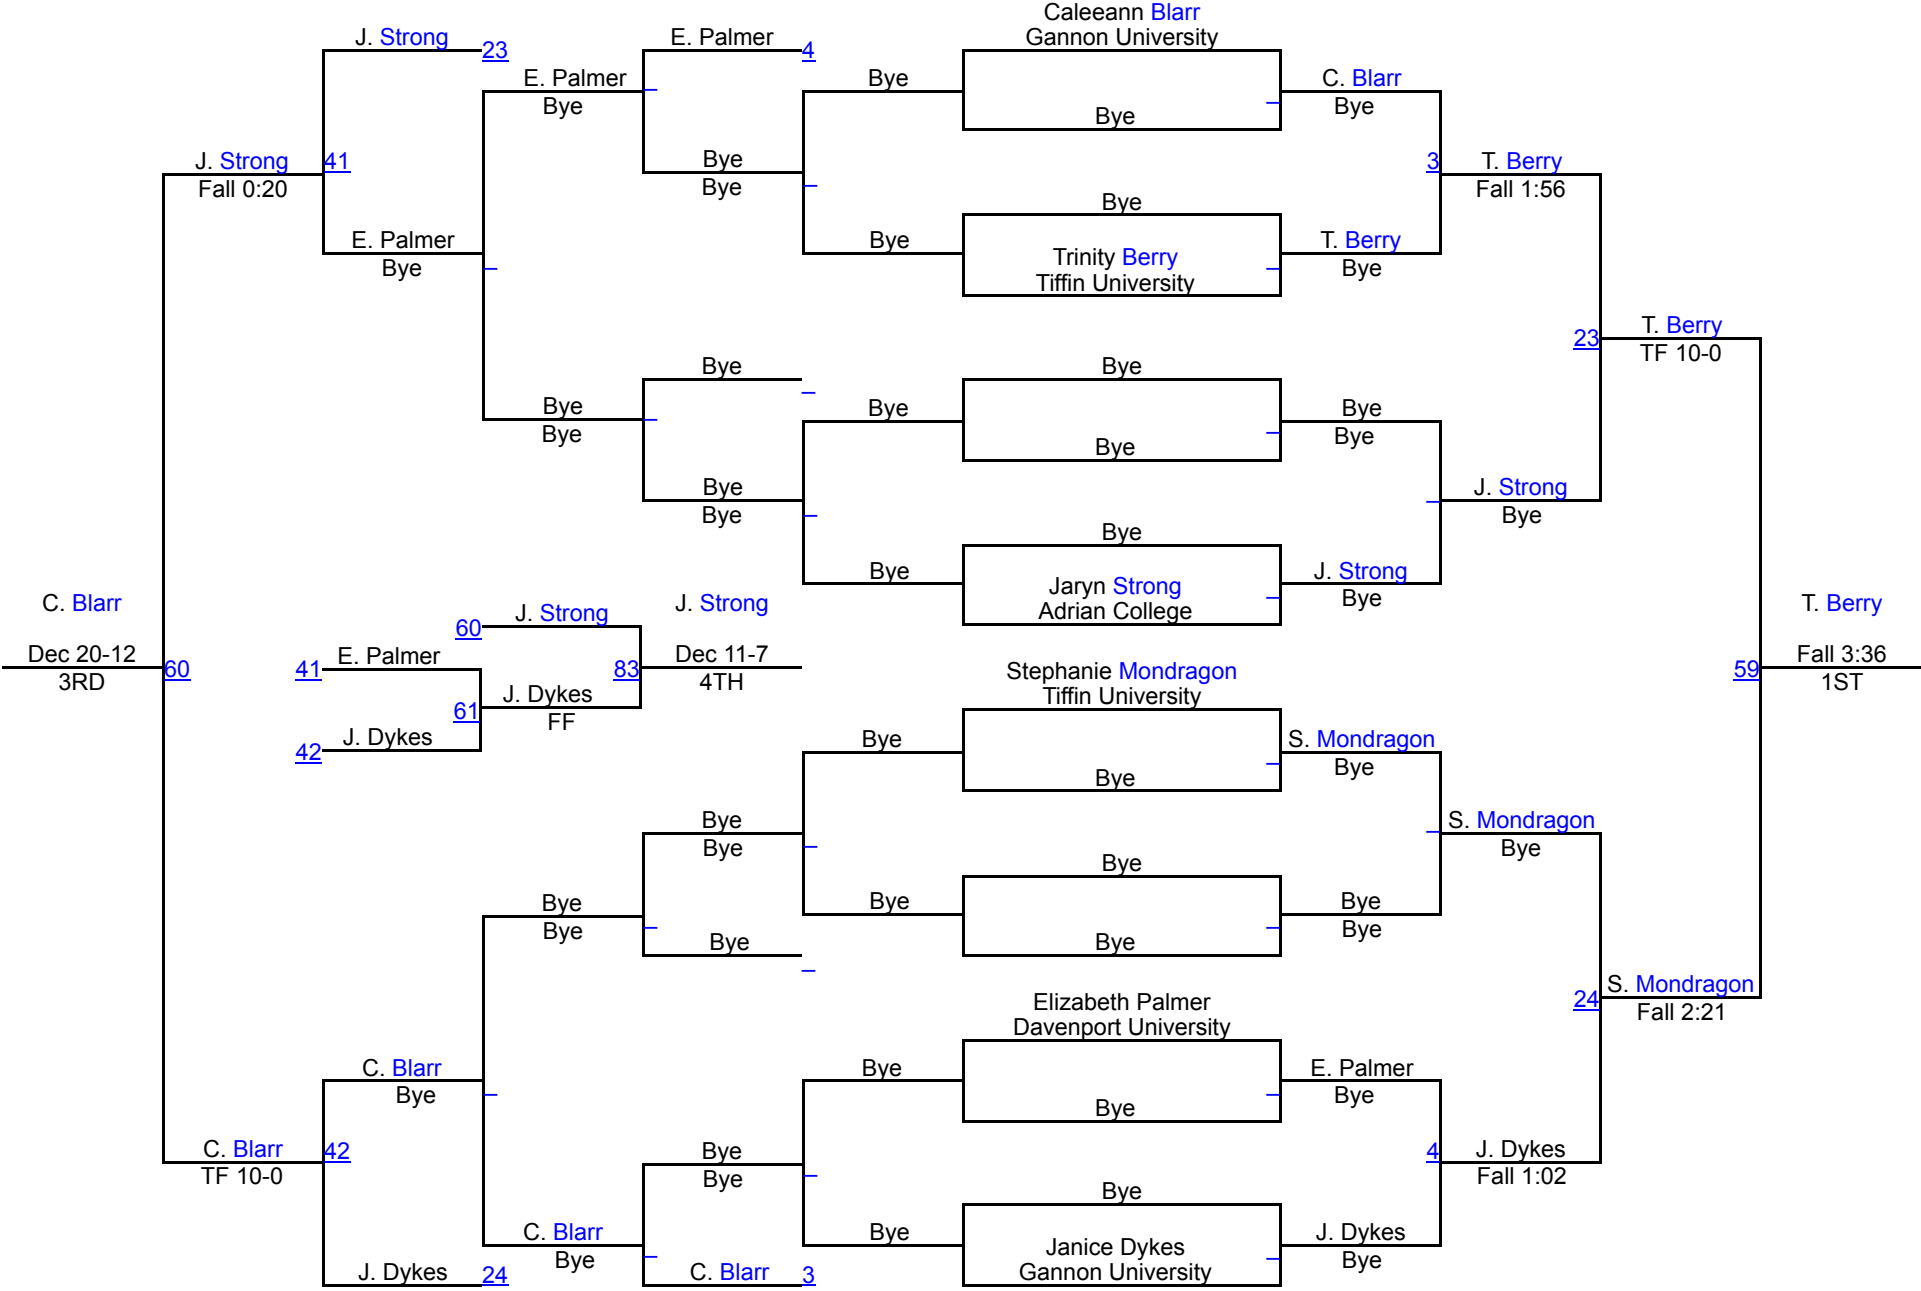 Caleeann Blarr
Gannon University
J. Strong
23
E. Palmer
4
E. Palmer
Bye
Bye
C. Blarr
Bye
Bye
J. Strong
41
Fall 0:20
Bye
Bye
3
T. Berry
Fall 1:56
Bye
E. Palmer
Bye
Bye
Trinity Berry
Tiffin University
T. Berry
Bye
23
T. Berry
TF 10-0
Bye
Bye
Bye
Bye
Bye
Bye
Bye
Bye
Bye
Bye
J. Strong
Bye
Bye
Bye
Jaryn Strong
Adrian College
J. Strong
Bye
C. Blarr
Dec 20-12
3RD
60
60
J. Strong
J. Strong
41
E. Palmer
83
Dec 11-7
4TH
61
J. Dykes
FF
42
J. Dykes
T. Berry
59
Fall 3:36
1ST
Stephanie Mondragon
Tiffin University
Bye
S. Mondragon
Bye
Bye
Bye
Bye
S. Mondragon
Bye
Bye
Bye
Bye
Bye
Bye
Bye
Bye
Bye
Bye
24
S. Mondragon
Fall 2:21
Elizabeth Palmer
Davenport University
C. Blarr
Bye
Bye
E. Palmer
Bye
Bye
C. Blarr
42
TF 10-0
Bye
Bye
4
J. Dykes
Fall 1:02
Bye
C. Blarr
Bye
Bye
Janice Dykes
Gannon University
J. Dykes
Bye
J. Dykes
24
C. Blarr
3